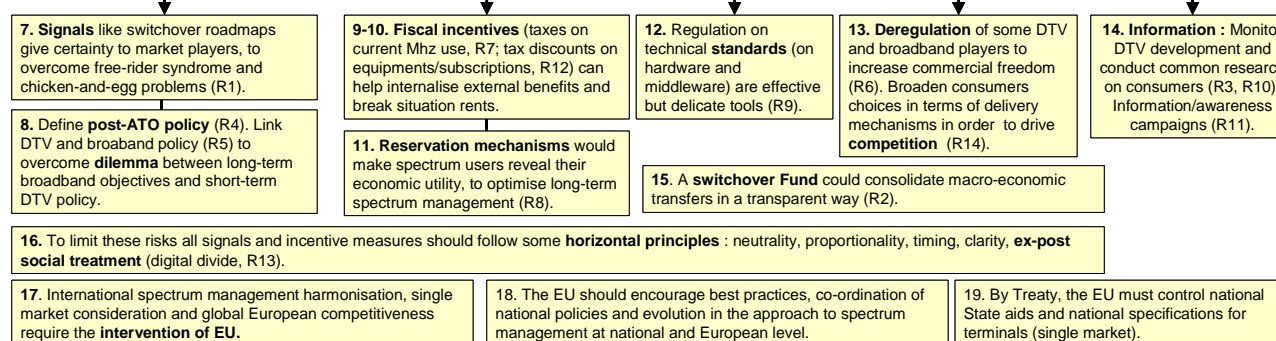 7. Signals like switchover roadmaps
give certainty to market players, to
overcome free-rider syndrome and
chicken-and-egg problems (R1).
8. Define post-ATO policy (R4). Link
DTV and broaband policy (R5) to
overcome dilemma between long-term
broadband objectives and short-term
DTV policy.
9-10. Fiscal incentives (taxes on
current Mhz use, R7; tax discounts on
equipments/subscriptions, R12) can
help internalise external benefits and
break situation rents.
11. Reservation mechanisms would
make spectrum users reveal their
economic utility, to optimise long-term
spectrum management (R8).
12. Regulation on
technical standards (on
hardware and
middleware) are effective
but delicate tools (R9).
13. Deregulation of some DTV
and broadband players to
increase commercial freedom
(R6). Broaden consumers
choices in terms of delivery
mechanisms in order to drive
competition (R14).
14. Information : Monito
DTV development and
conduct common researc
on consumers (R3, R10)
Information/awareness
campaigns (R11).
15. A switchover Fund could consolidate macro-economic
transfers in a transparent way (R2).
16. To limit these risks all signals and incentive measures should follow some horizontal principles : neutrality, proportionality, timing, clarity, ex-post
social treatment (digital divide, R13).
17. International spectrum management harmonisation, single
market consideration and global European competitiveness
require the intervention of EU.
18. The EU should encourage best practices, co-ordination of
national policies and evolution in the approach to spectrum
management at national and European level.
19. By Treaty, the EU must control national
State aids and national specifications for
terminals (single market).